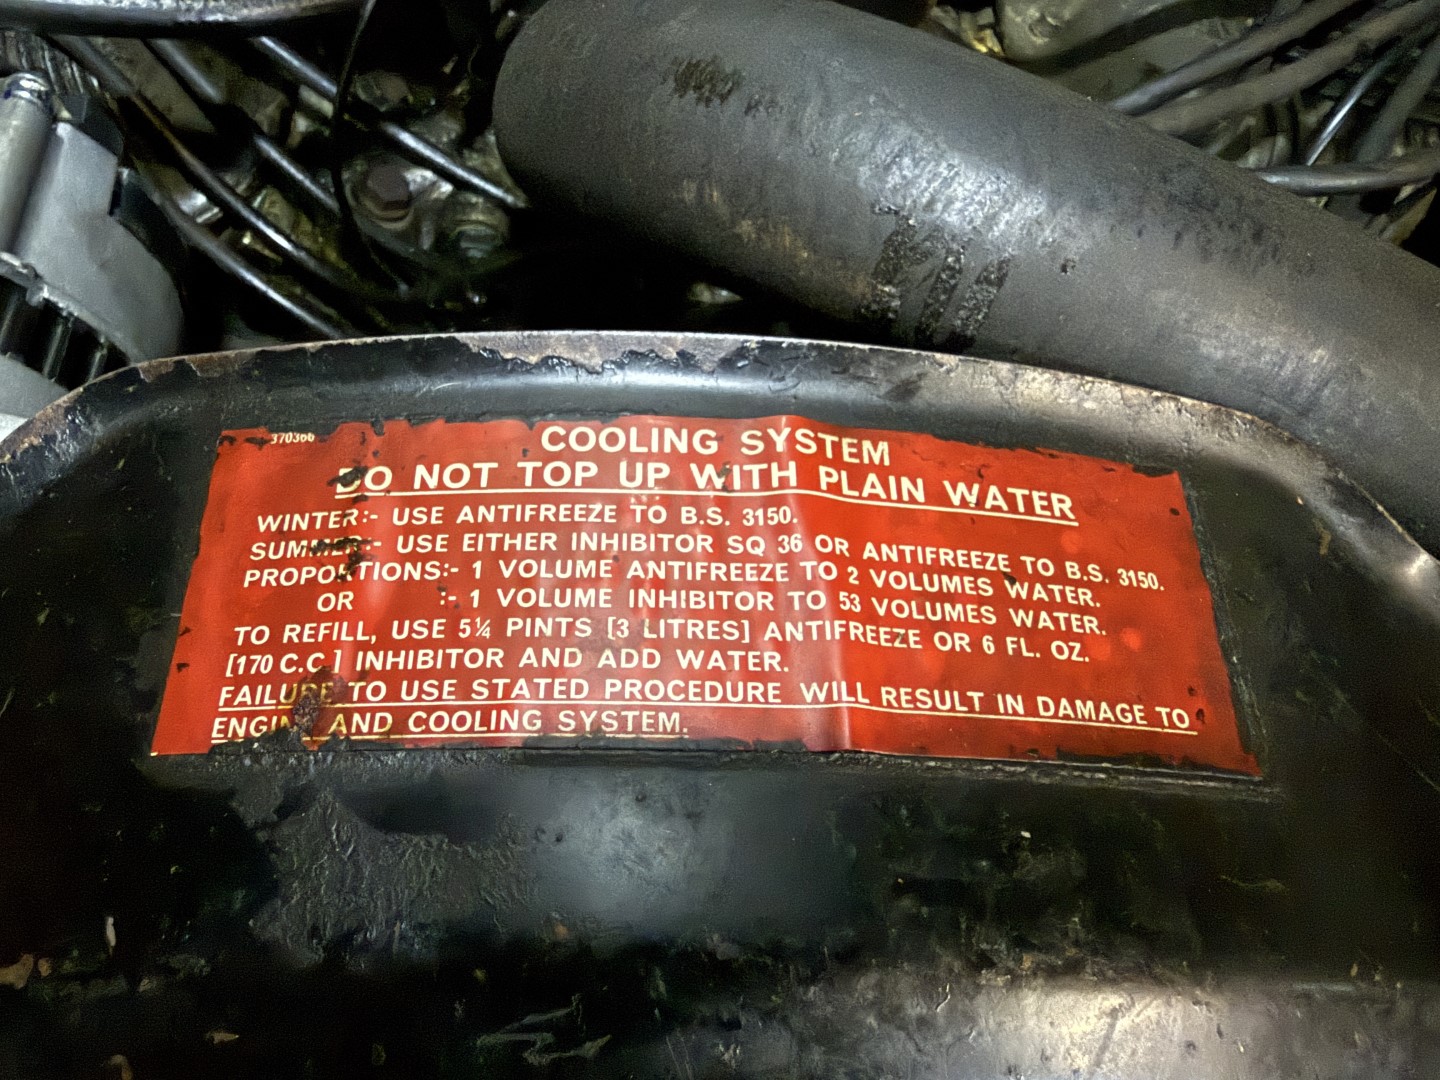 370366
COOLING SYSTEM
DO NOT TOP UP WITH PLAIN WATER
WINTER:- USE ANTIFREEZE TO B.S. 3150.
SUMMER:- USE EITHER INHIBITOR SQ 36 OR ANTIFREEZE TO B.S. 3150.
PROPORTIONS:- 1 VOLUME ANTIFREEZE TO 2 VOLUMES WATER.
OR :- 1 VOLUME INHIBITOR TO 53 VOLUMES WATER.
TO REFILL, USE 5¼ PINTS [3 LITRES] ANTIFREEZE OR 6 FL. OZ.
[170 C.C.] INHIBITOR AND ADD WATER.
FAILURE TO USE STATED PROCEDURE WILL RESULT IN DAMAGE TO
ENGINE AND COOLING SYSTEM.